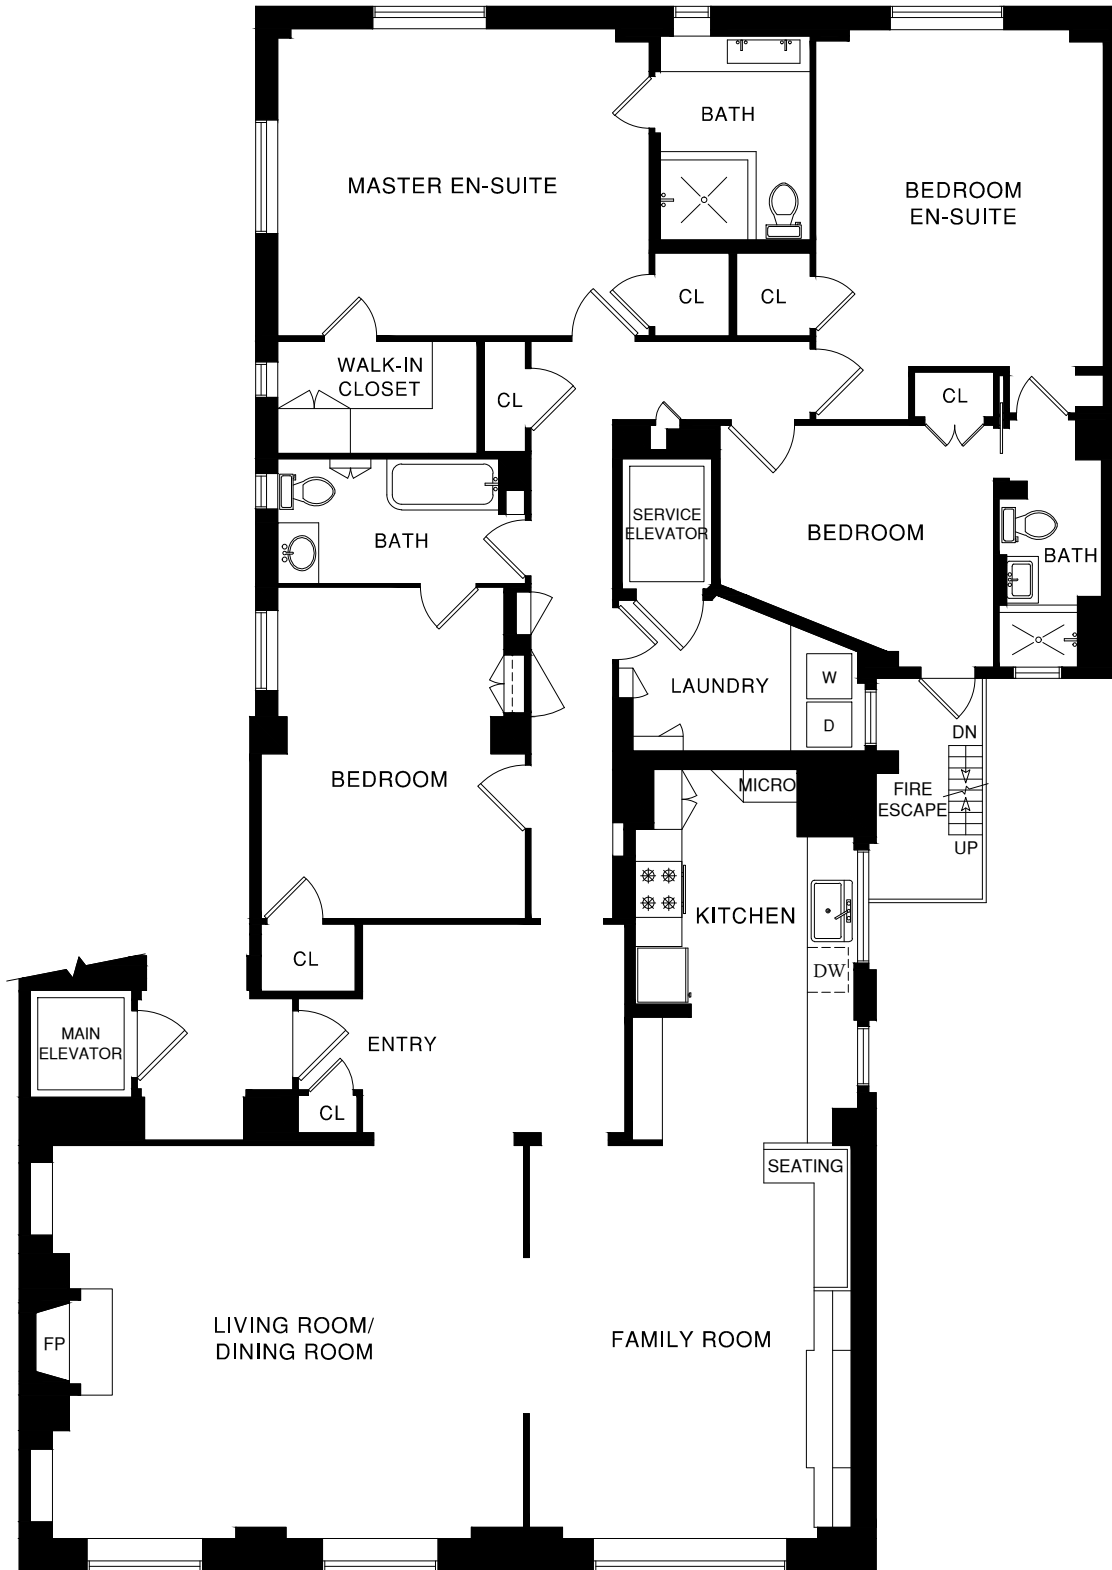 BATH
MASTER EN-SUITE
BEDROOM
EN-SUITE
CL
CL
WALK-IN
CLOSET
CL
CL
SERVICE
ELEVATOR
BEDROOM
BATH
BATH
LAUNDRY
W
D
DN
FIRE
ESCAPE
UP
BEDROOM
MICRO
KITCHEN
DW
CL
MAIN
ELEVATOR
ENTRY
CL
SEATING
LIVING ROOM/
DINING ROOM
FP
FAMILY ROOM